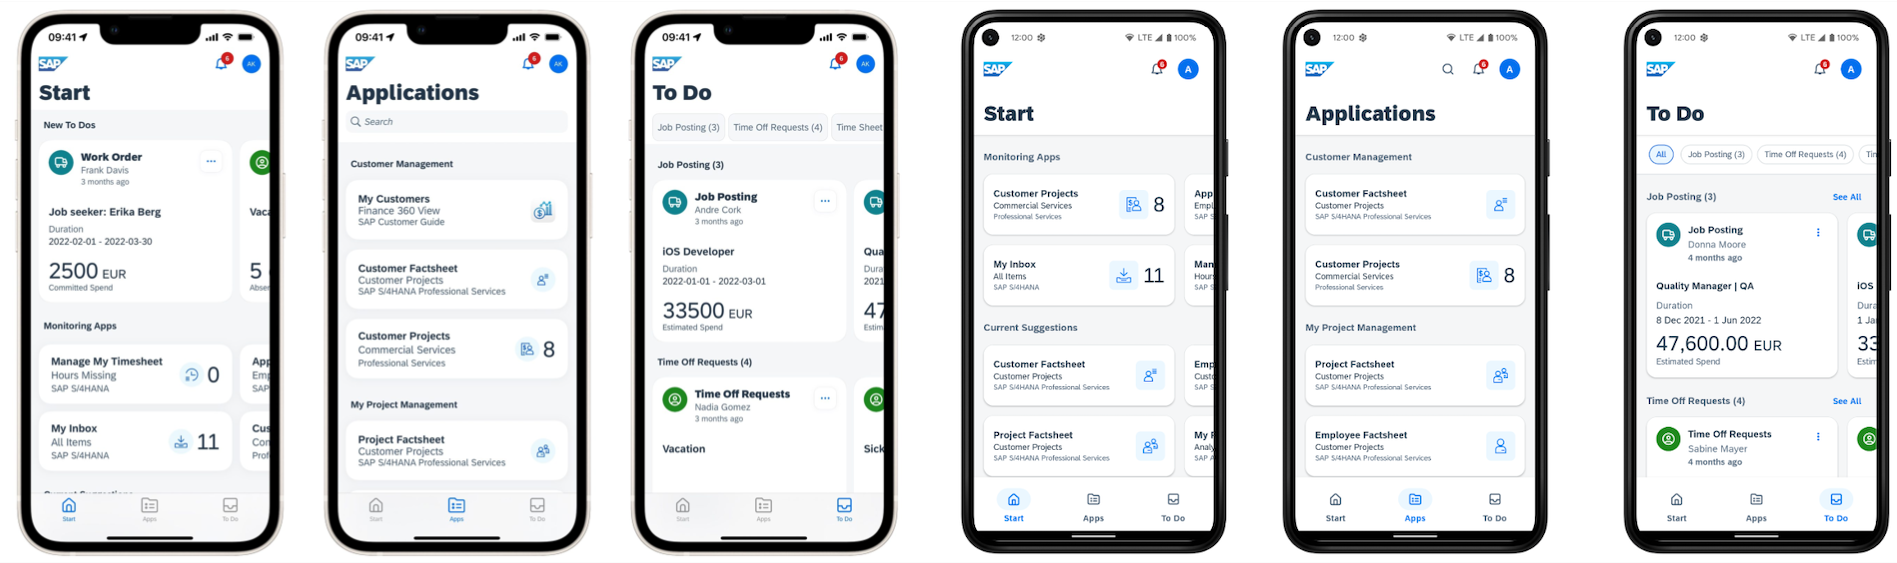 09:41
SAP
6
AK
Start
New To Dos
Work Order
Frank Davis
3 months ago
Job seeker: Erika Berg
Duration
2022-02-01 - 2022-03-30
2500 EUR
Committed Spend
Vaca
5
Absen
Monitoring Apps
Manage My Timesheet
Hours Missing
SAP S/4HANA
0
App
Emp
SAP
My Inbox
All Items
SAP S/4HANA
11
Cus
Con
Prof
Current Suggestions
Start
Apps
To Do
09:41
SAP
6
AK
Applications
Search
Customer Management
My Customers
Finance 360 View
SAP Customer Guide
Customer Factsheet
Customer Projects
SAP S/4HANA Professional Services
Customer Projects
Commercial Services
Professional Services
8
My Project Management
Project Factsheet
Customer Projects
SAP S/4HANA Professional Services
Start
Apps
To Do
09:41
SAP
6
AK
To Do
Job Posting (3)
Time Off Requests (4)
Time Sheet
Job Posting (3)
Job Posting
Andre Cork
3 months ago
iOS Developer
Duration
2022-01-01 - 2022-03-01
33500 EUR
Estimated Spend
Qua
Dura
2021
47
Estim
Time Off Requests (4)
Time Off Requests
Nadia Gomez
3 months ago
Vacation
Sick
Start
Apps
To Do
12:00
LTE
100%
SAP
6
A
Start
Monitoring Apps
Customer Projects
Commercial Services
Professional Services
8
App
Empl
SAP S
My Inbox
All Items
SAP S/4HANA
11
Man
Hour
SAP S
Current Suggestions
Customer Factsheet
Customer Projects
SAP S/4HANA Professional Services
Emp
Cust
SAP S
Project Factsheet
Customer Projects
SAP S/4HANA Professional Services
My F
Analy
SAP A
Start
Apps
To Do
12:00
LTE
100%
SAP
6
A
Applications
Customer Management
Customer Factsheet
Customer Projects
SAP S/4HANA Professional Services
Customer Projects
Commercial Services
Professional Services
8
My Project Management
Project Factsheet
Customer Projects
SAP S/4HANA Professional Services
Employee Factsheet
Customer Projects
SAP S/4HANA Professional Services
Start
Apps
To Do
12:00
LTE
100%
SAP
6
A
To Do
All
Job Posting (3)
Time Off Requests (4)
Tin
Job Posting (3)
See All
Job Posting
Donna Moore
4 months ago
Quality Manager | QA
Duration
8 Dec 2021 - 1 Jun 2022
47,600.00 EUR
Estimated Spend
iOS
Dura
1 Ja
33
Estim
Time Off Requests (4)
See All
Time Off Requests
Sabine Mayer
4 months ago
Start
Apps
To Do